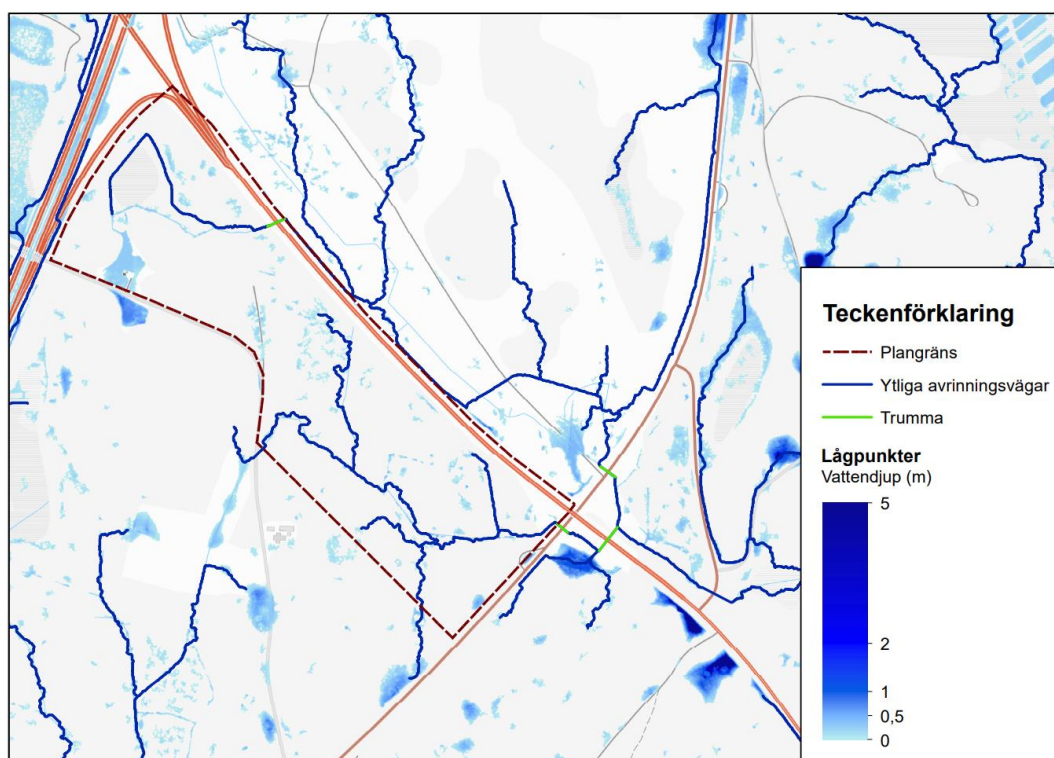 Teckenförklaring
Plangräns
Ytliga avrinningsvägar
Trumma
Lågpunkter
Vattendjup (m)
5
2
1
0,5
0